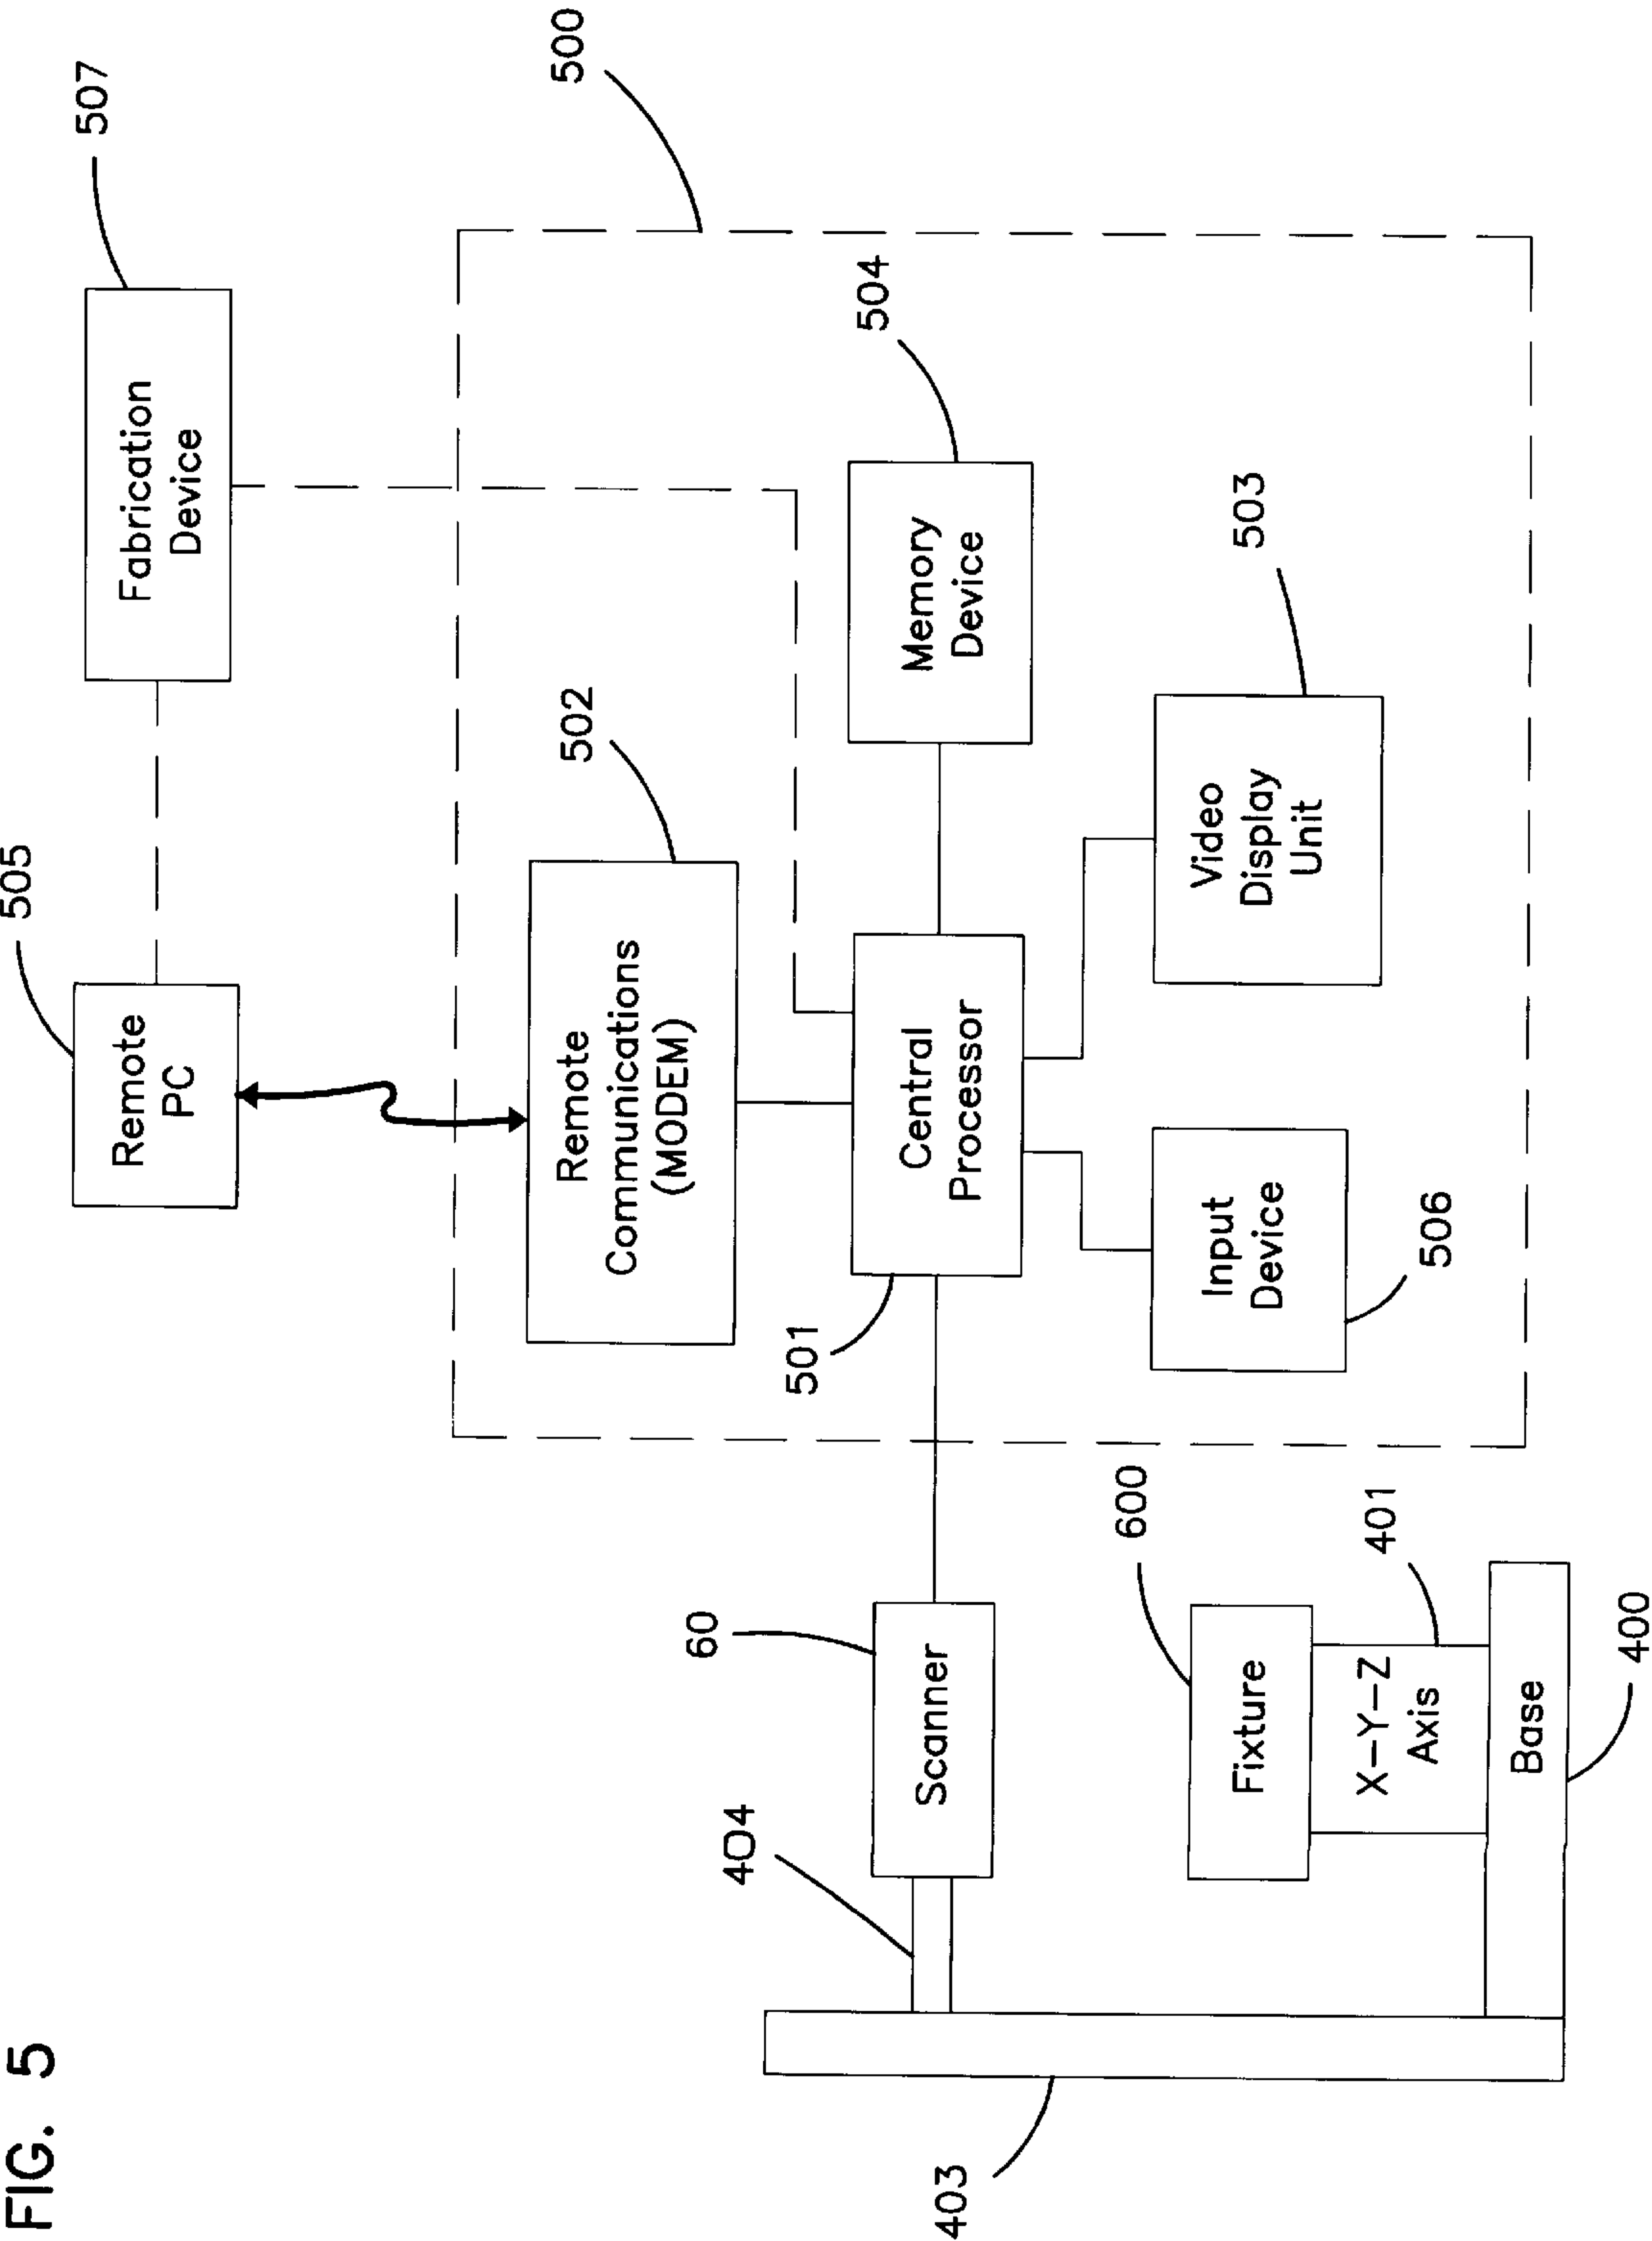 FIG. 5
505
507
Remote
PC
Fabrication
Device
500
502
Remote
Communications
(MODEM)
504
501
Central
Processor
Memory
Device
503
Input
Device
Video
Display
Unit
506
60
404
Scanner
403
600
Fixture
401
X–Y–Z
Axis
Base
400